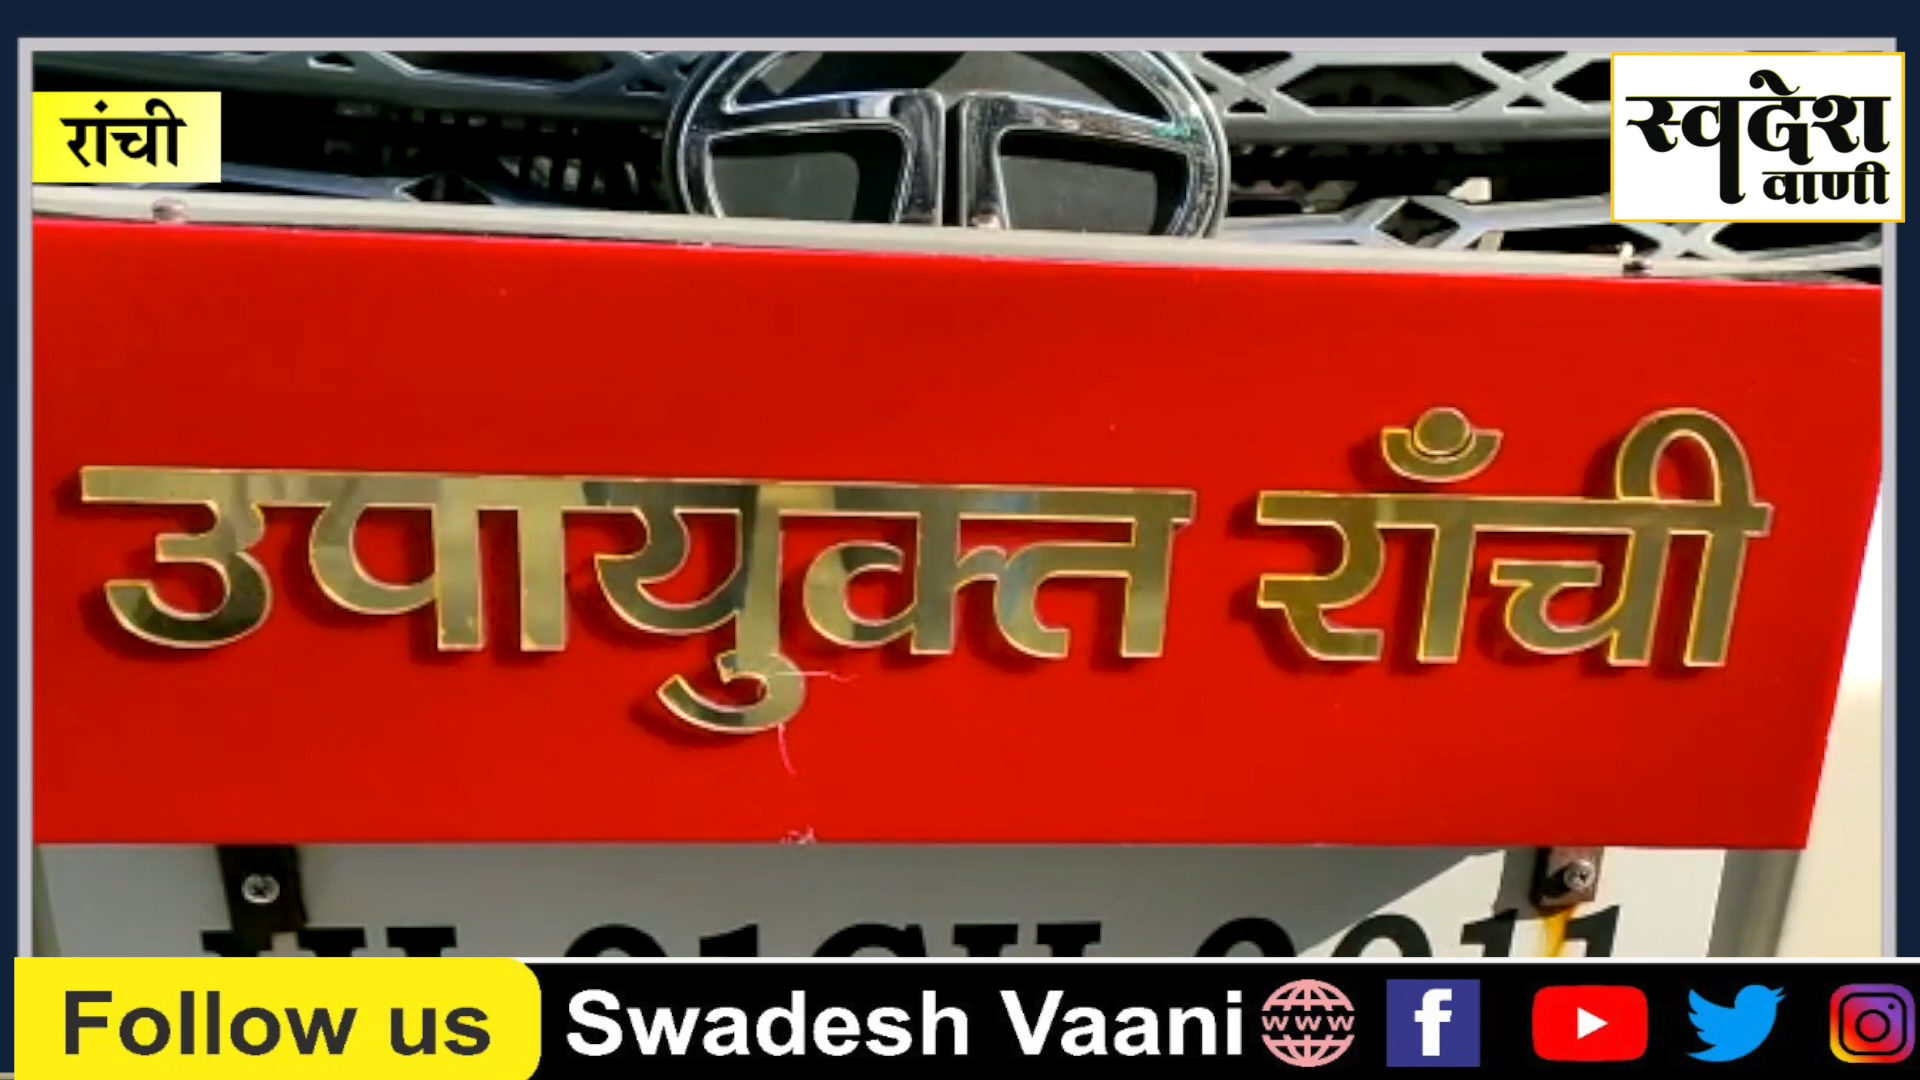 रांची
स्वदेश
वाणी
उपायुक्त राँची
Follow us Swadesh Vaani
www